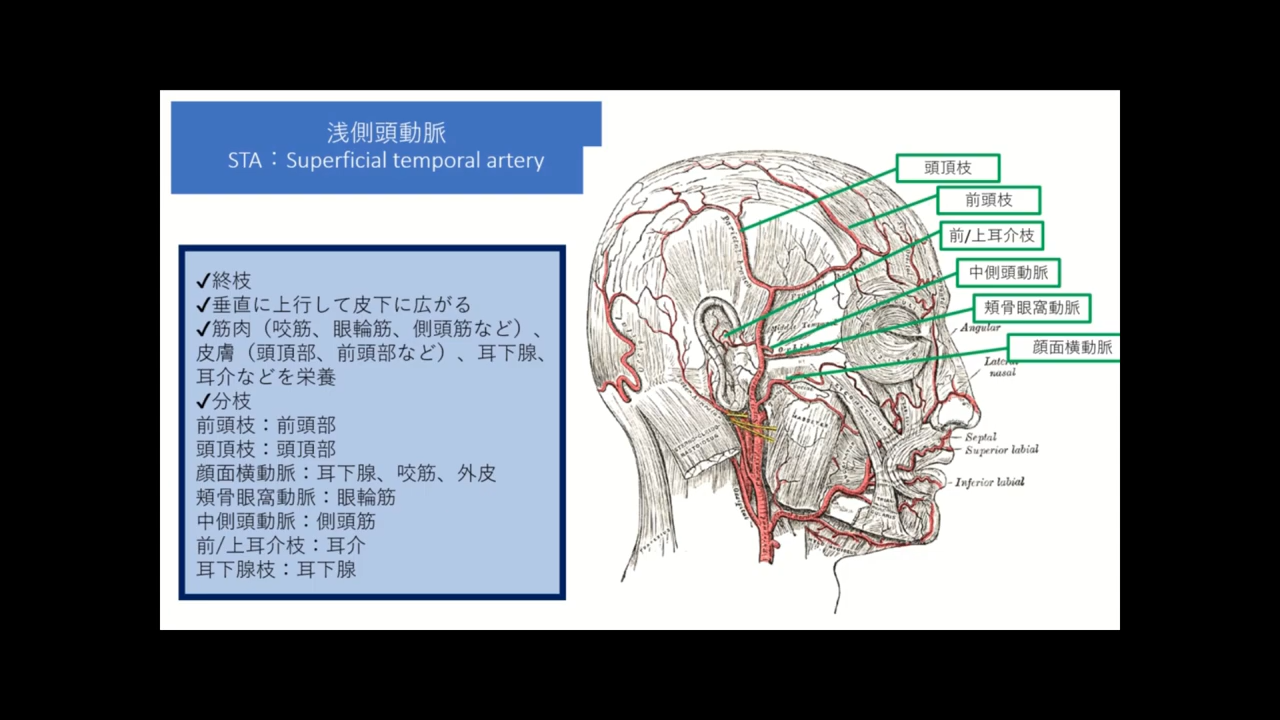 浅側頭動脈
STA：Superficial temporal artery
✓終枝
✓垂直に上行して皮下に広がる
✓筋肉（咬筋、眼輪筋、側頭筋など）、
皮膚（頭頂部、前頭部など）、耳下腺、
耳介などを栄養
✓分枝
前頭枝：前頭部
頭頂枝：頭頂部
顔面横動脈：耳下腺、咬筋、外皮
頬骨眼窩動脈：眼輪筋
中側頭動脈：側頭筋
前/上耳介枝：耳介
耳下腺枝：耳下腺
頭頂枝
前頭枝
前/上耳介枝
中側頭動脈
頬骨眼窩動脈
顔面横動脈
Angular
nasal
Septal
Superior labial
Inferior labial
Middle Temporal